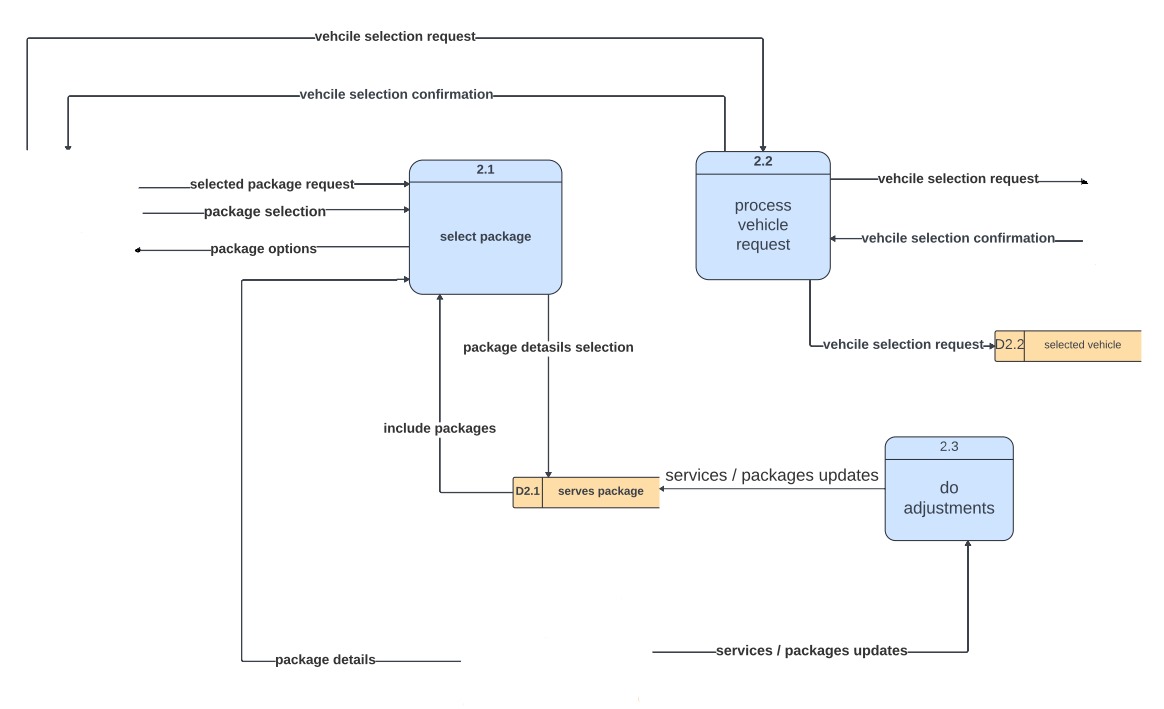 vehcile selection request
vehcile selection confirmation
2.1
2.2
selected package request
vehcile selection request
package selection
process
vehicle
request
select package
vehcile selection confirmation
package options
package detasils selection
vehcile selection request
D2.2
selected vehicle
include packages
2.3
services / packages updates
do
adjustments
D2.1
serves package
package details
services / packages updates